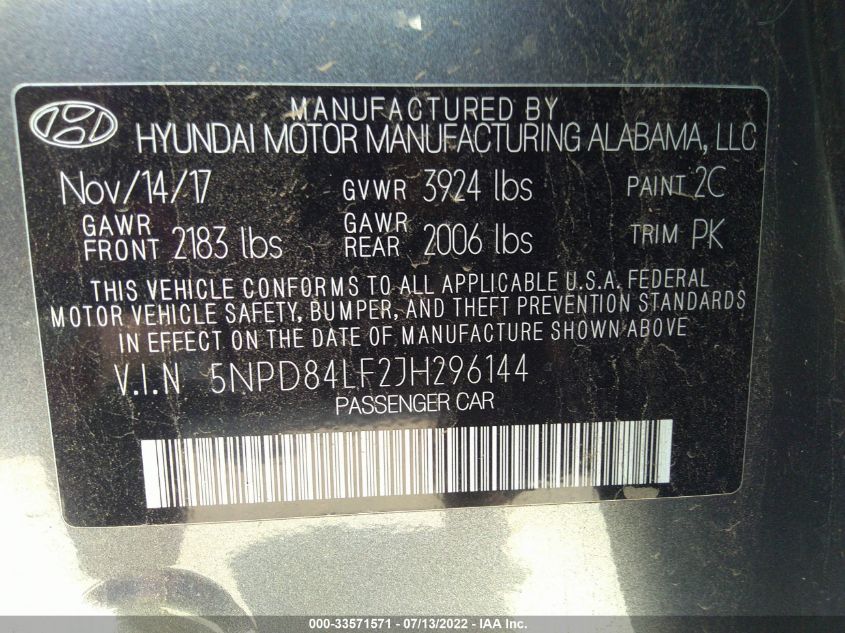 MANUFACTURED BY
HYUNDAI MOTOR MANUFACTURING ALABAMA, LLC
Nov/14/17 GVWR 3924 lbs PAINT 2C
GAWR FRONT 2183 lbs GAWR REAR 2006 lbs TRIM PK
THIS VEHICLE CONFORMS TO ALL APPLICABLE U.S.A. FEDERAL
MOTOR VEHICLE SAFETY, BUMPER, AND THEFT PREVENTION STANDARDS
IN EFFECT ON THE DATE OF MANUFACTURE SHOWN ABOVE
V.I.N 5NPD84LF2JH296144
PASSENGER CAR
000-33571571 - 07/13/2022 - IAA